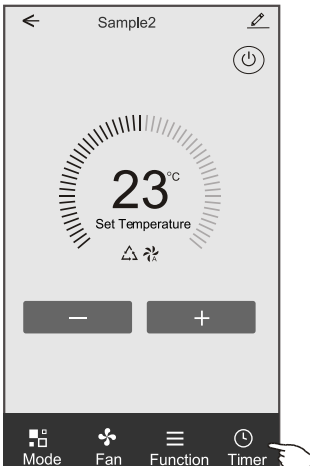 Sample2
23°C
Set Temperature
A
Mode Fan Function Timer